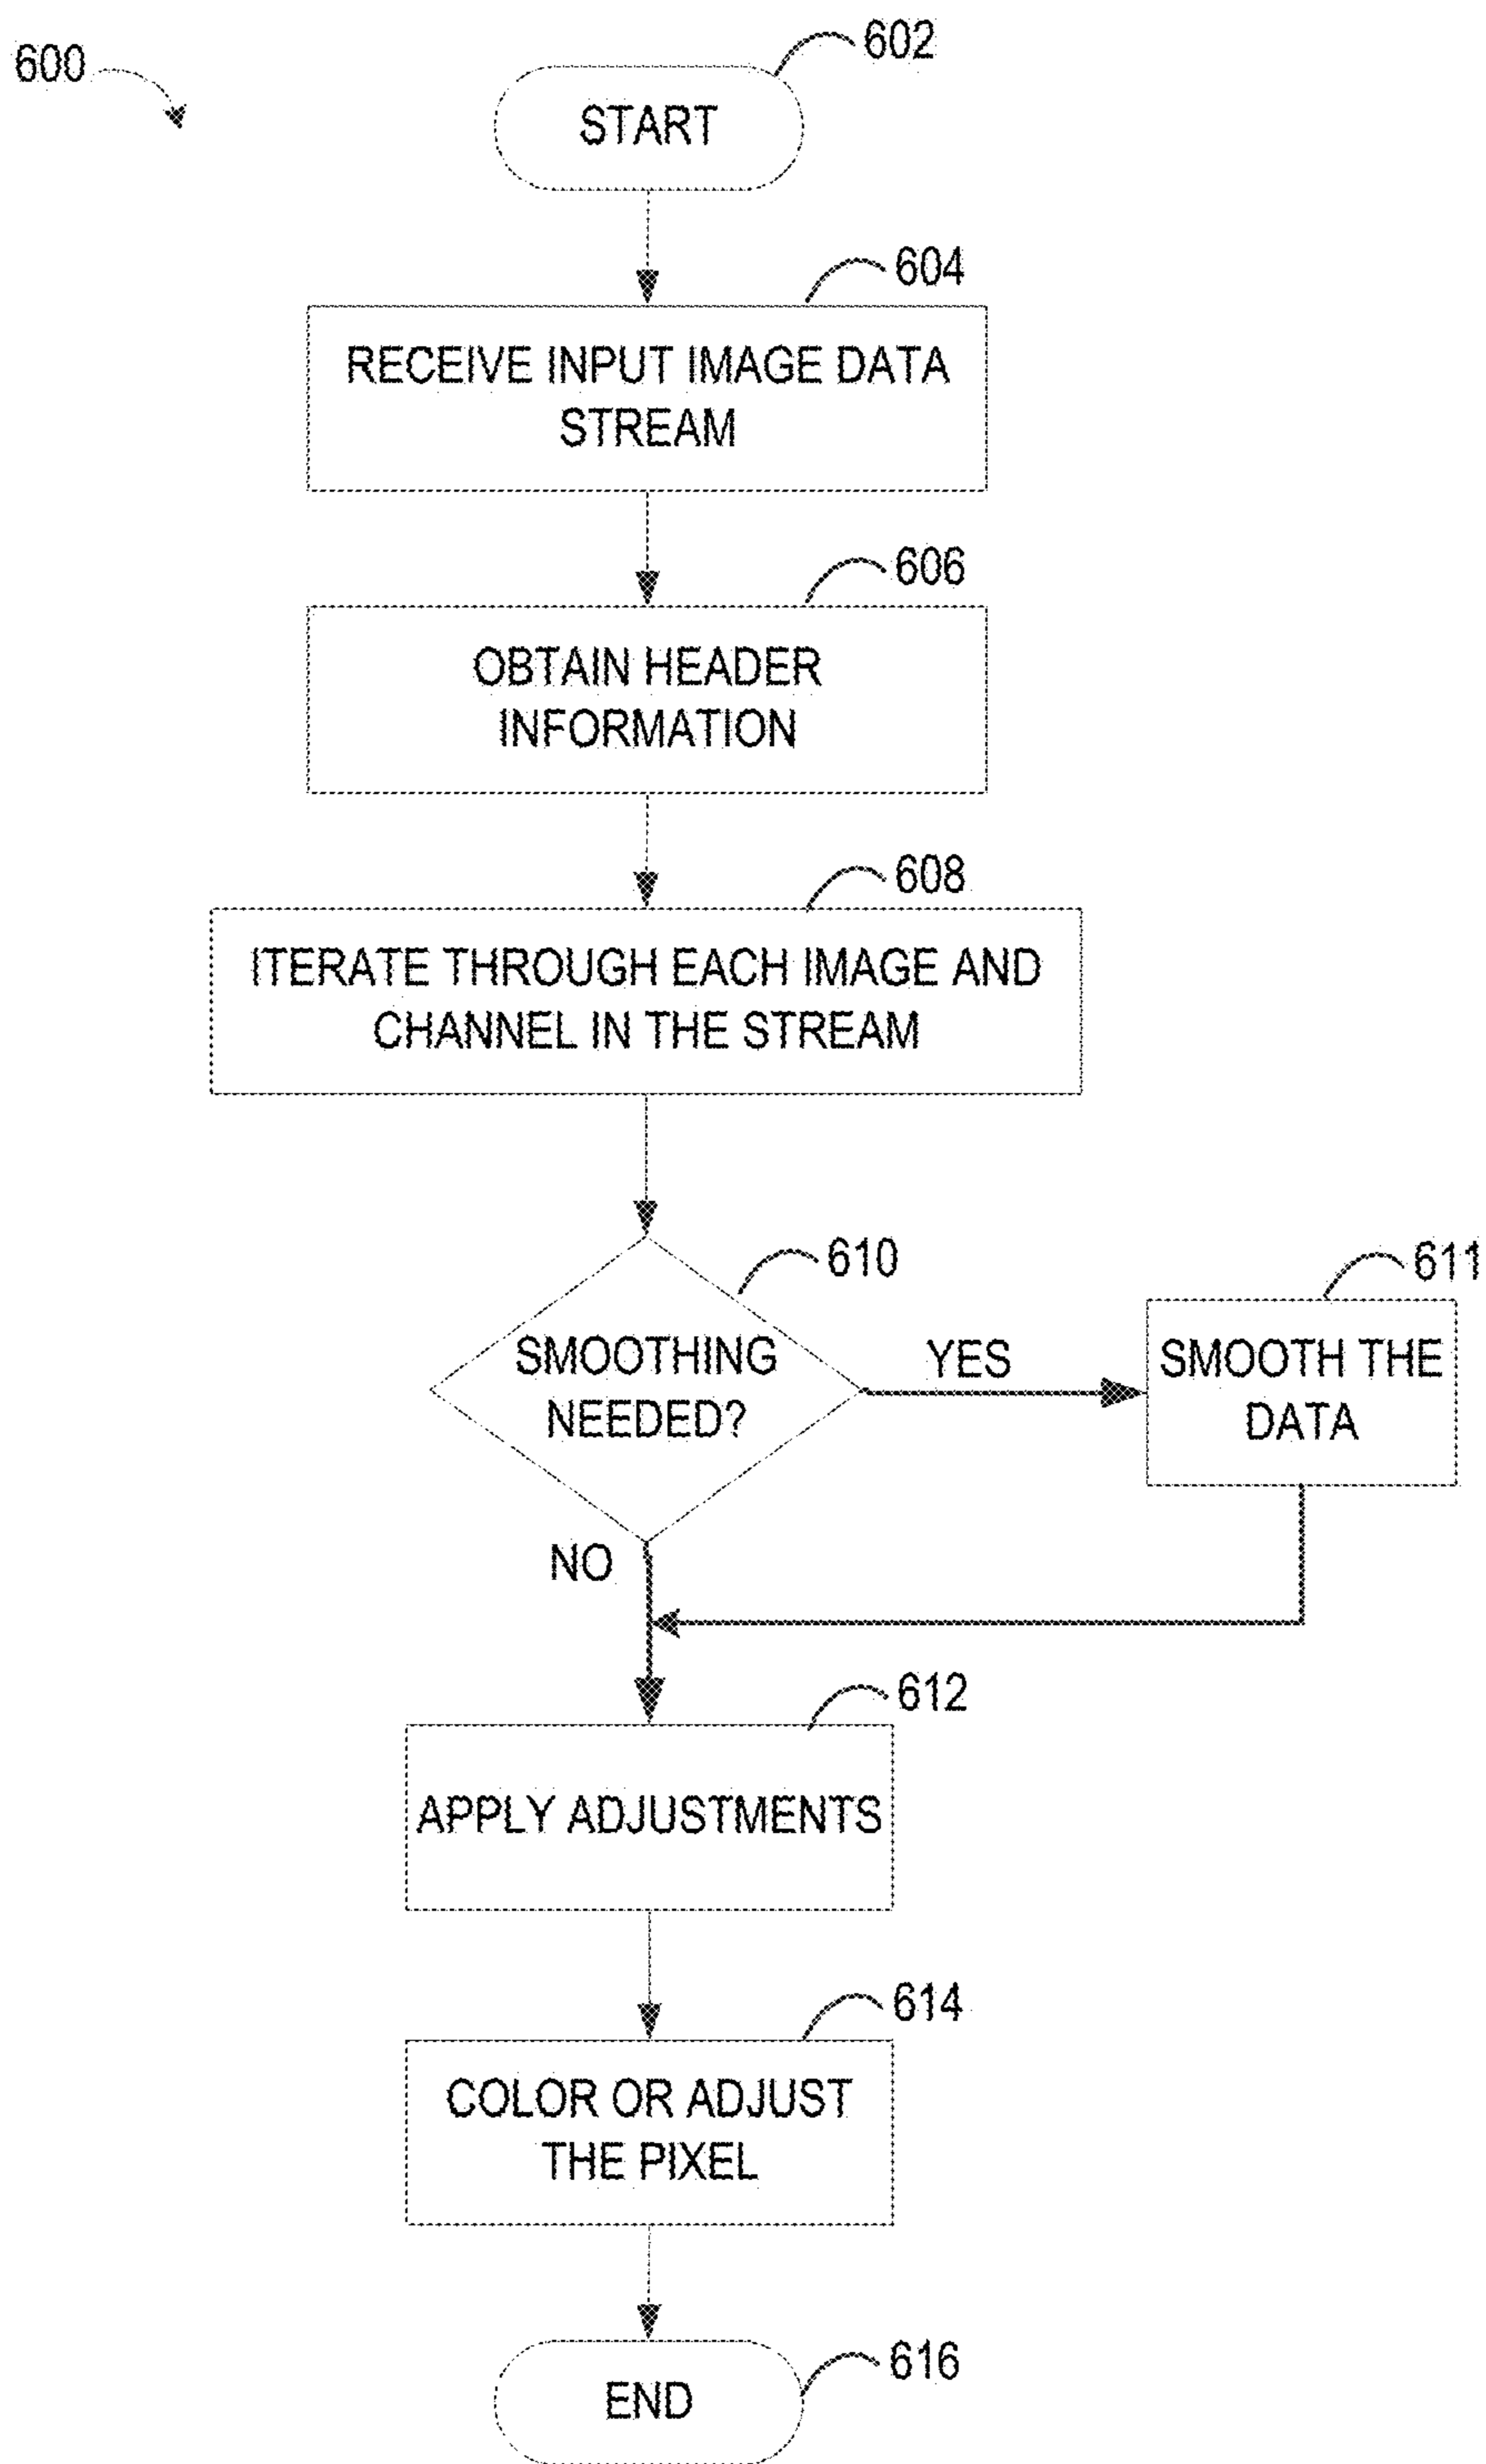 600
602
START
604
RECEIVE INPUT IMAGE DATA
STREAM
606
OBTAIN HEADER
INFORMATION
608
ITERATE THROUGH EACH IMAGE AND
CHANNEL IN THE STREAM
610
611
SMOOTHING
NEEDED?
YES
SMOOTH THE
DATA
NO
612
APPLY ADJUSTMENTS
614
COLOR OR ADJUST
THE PIXEL
616
END